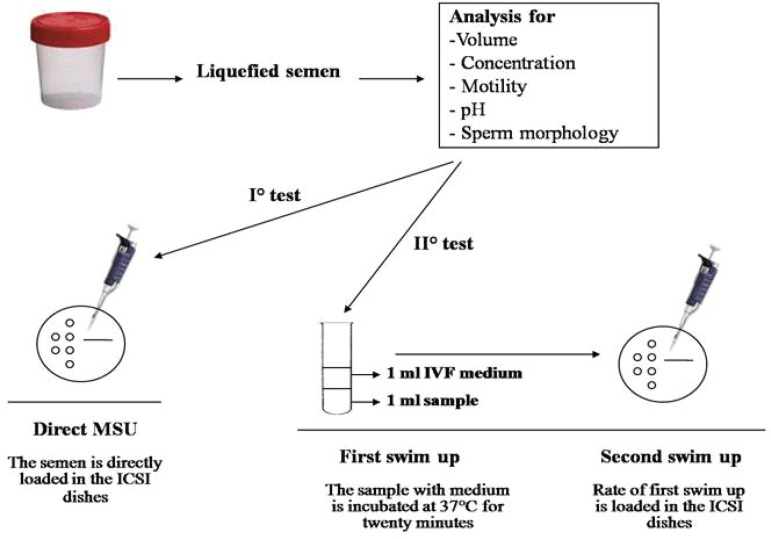 Liquefied semen
Analysis for
-Volume
- Concentration
- Motility
- pH
- Sperm morphology
I° test
II° test
1 ml IVF medium
1 ml sample
Direct MSU
The semen is directly
loaded in the ICSI
dishes
First swim up
The sample with medium
is incubated at 37°C for
twenty minutes
Second swim up
Rate of first swim up
is loaded in the ICSI
dishes